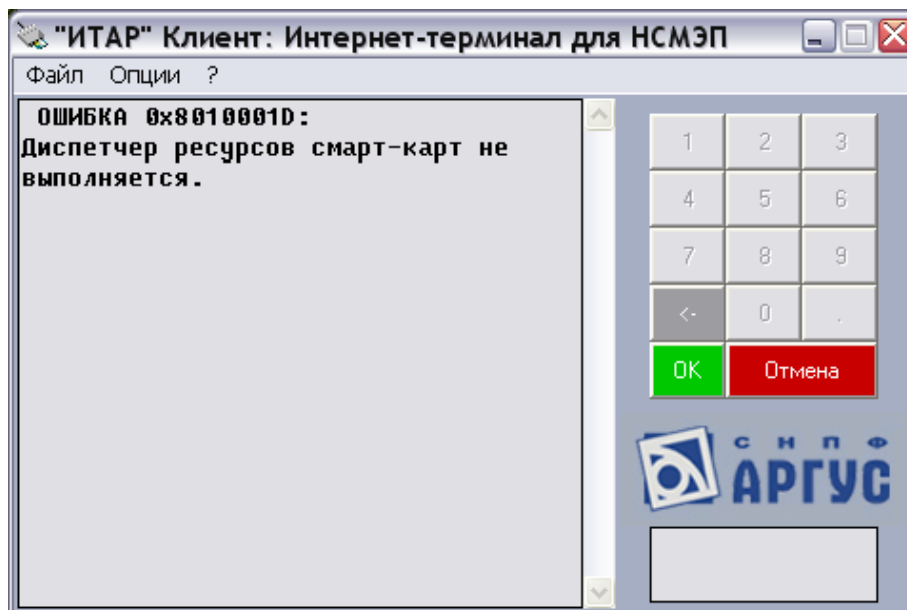 "ИТАР" Клиент: Интернет-терминал для НСМЭП
Файл Опции ?
ОШИБКА 0x8010001D:
Диспетчер ресурсов смарт-карт не
выполняется.
1 2 3
4 5 6
7 8 9
<- 0 .
OK Отмена
СНПФ
АРГУС